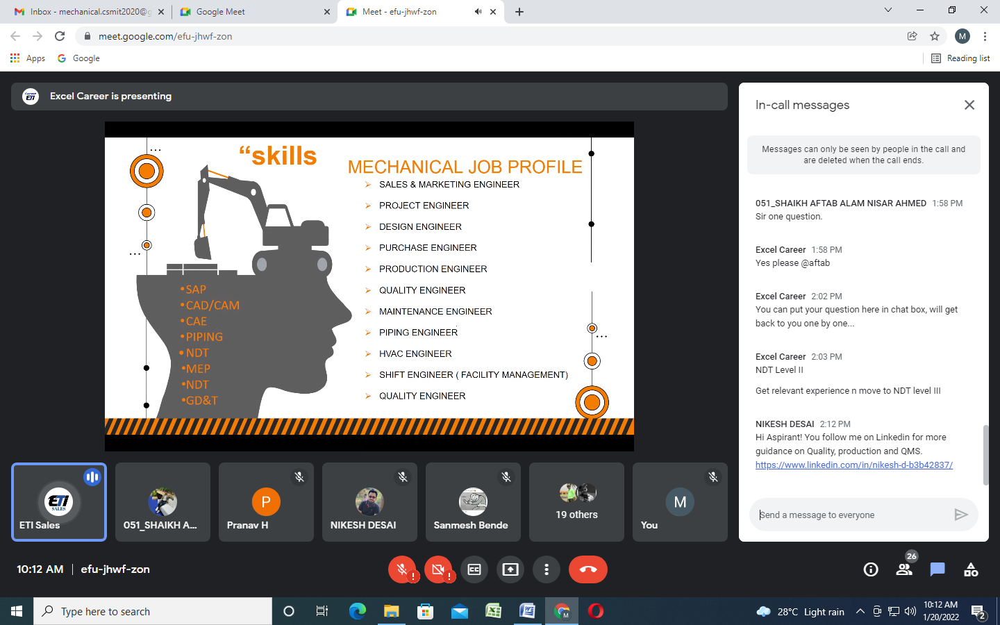 Inbox - mechanical.csmit2020@g
Google Meet
Meet - efu-jhwf-zon
meet.google.com/efu-jhwf-zon
M
Apps
Google
Reading list
Career
ETI
Excel Career is presenting
“skills
MECHANICAL JOB PROFILE
SALES & MARKETING ENGINEER
PROJECT ENGINEER
DESIGN ENGINEER
PURCHASE ENGINEER
PRODUCTION ENGINEER
QUALITY ENGINEER
MAINTENANCE ENGINEER
PIPING ENGINEER
HVAC ENGINEER
SHIFT ENGINEER ( FACILITY MANAGEMENT)
QUALITY ENGINEER
•SAP
•CAD/CAM
•CAE
•PIPING
•NDT
•MEP
•NDT
•GD&T
In-call messages
Messages can only be seen by people in the call and
are deleted when the call ends.
051_SHAIKH AFTAB ALAM NISAR AHMED 1:58 PM
Sir one question.
Excel Career 1:58 PM
Yes please @aftab
Excel Career 2:02 PM
You can put your question here in chat box, will get
back to you one by one...
Excel Career 2:03 PM
NDT Level II
Get relevant experience n move to NDT level III
NIKESH DESAI 2:12 PM
Hi Aspirant! You follow me on Linkedin for more
guidance on Quality, production and QMS.
https://www.linkedin.com/in/nikesh-d-b3b42837/
Send a message to everyone
ETI
SALES
ETI Sales
051_SHAIKH A...
P
Pranav H
NIKESH DESAI
Sanmesh Bende
19 others
M
You
10:12 AM | efu-jhwf-zon
CC
26
Type here to search
28°C Light rain
10:12 AM
1/20/2022
2